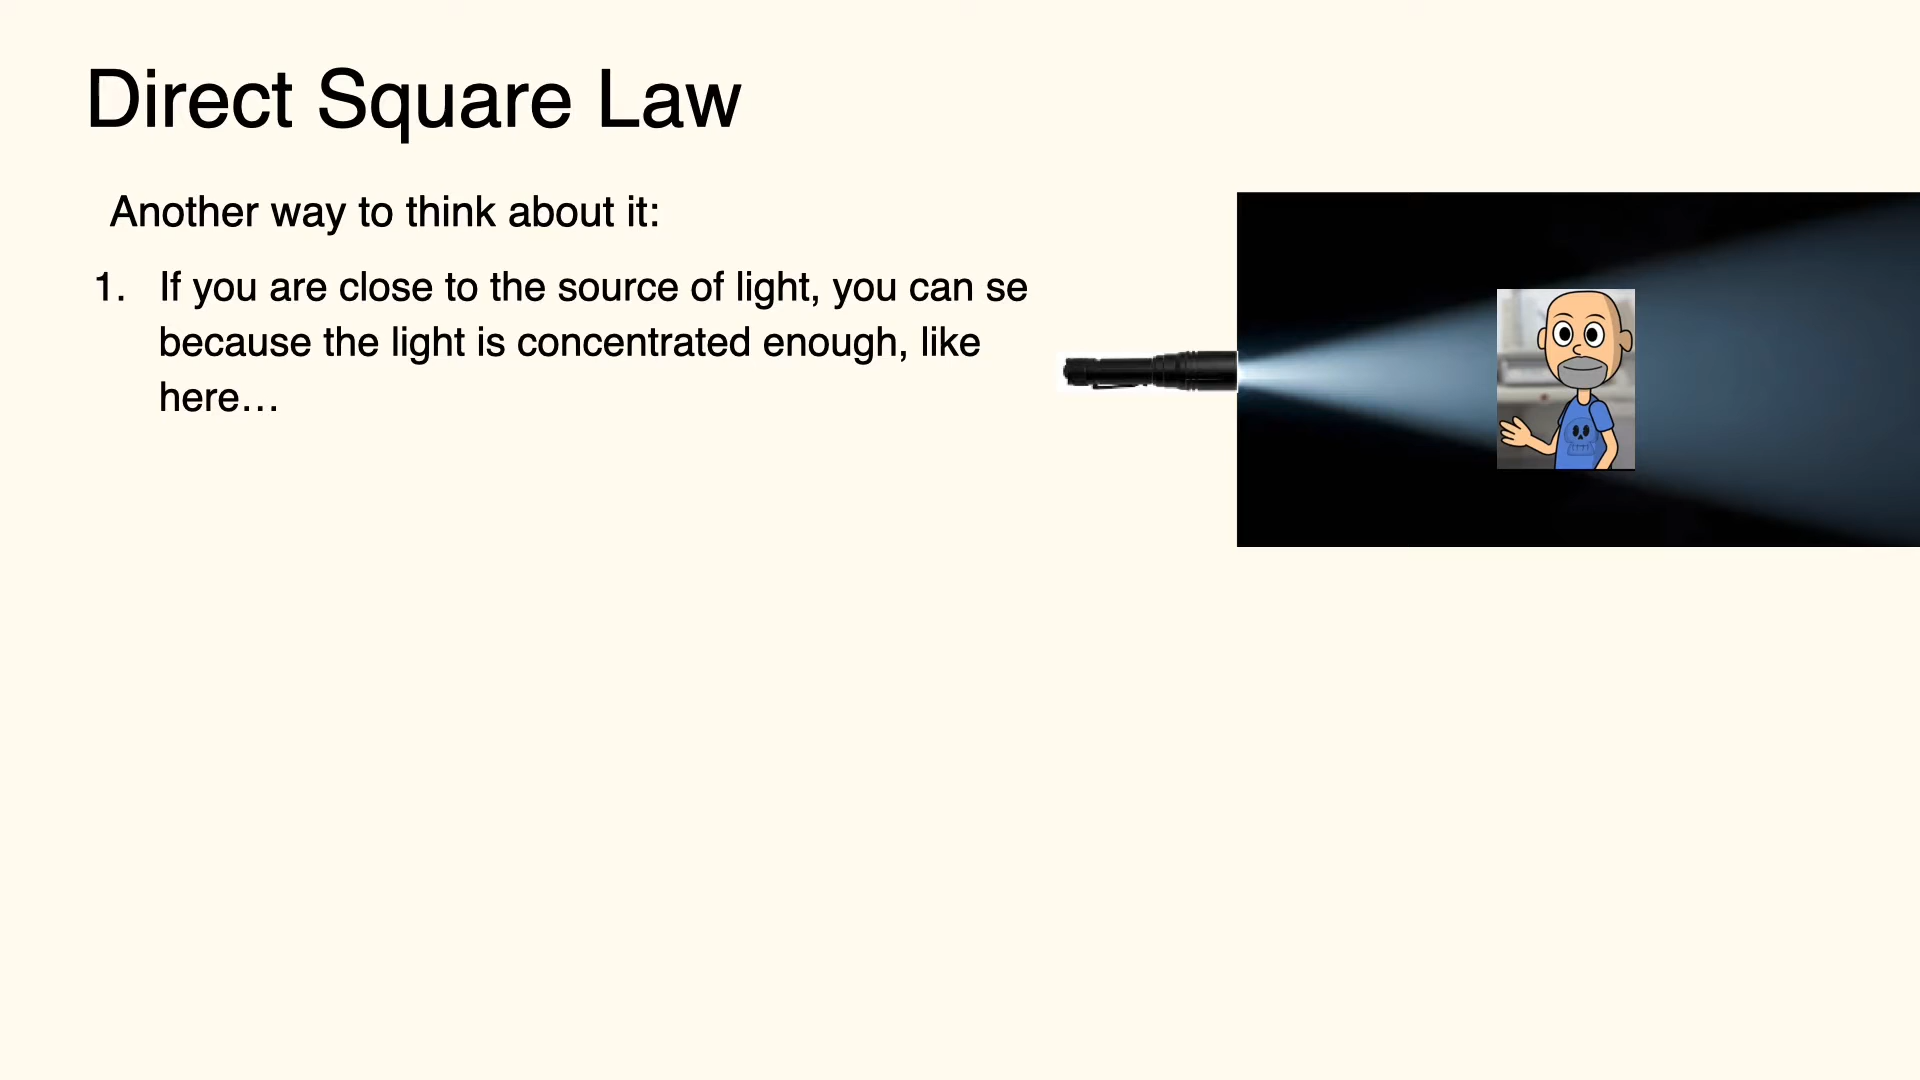 Direct Square Law
Another way to think about it:
1. If you are close to the source of light, you can se
because the light is concentrated enough, like
here…